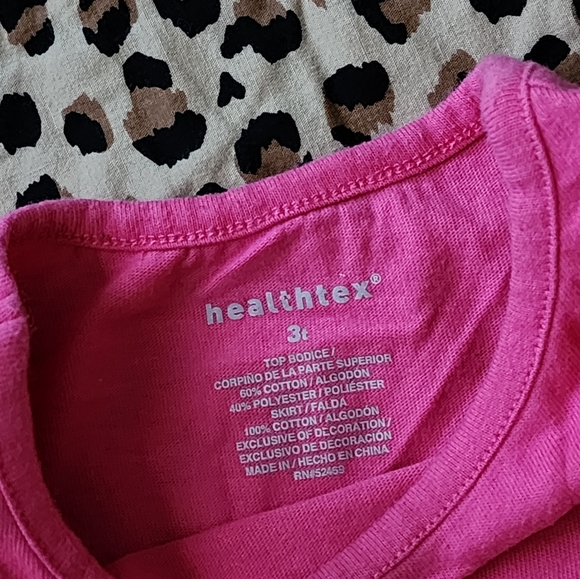 healthtex®
3t
TOP BODICE /
CORPIÑO DE LA PARTE SUPERIOR
60% COTTON / ALGODÓN
40% POLYESTER / POLIÉSTER
SKIRT / FALDA
100% COTTON / ALGODÓN
EXCLUSIVE OF DECORATION /
EXCLUSIVO DE DECORACIÓN
MADE IN / HECHO EN CHINA
RN#52469